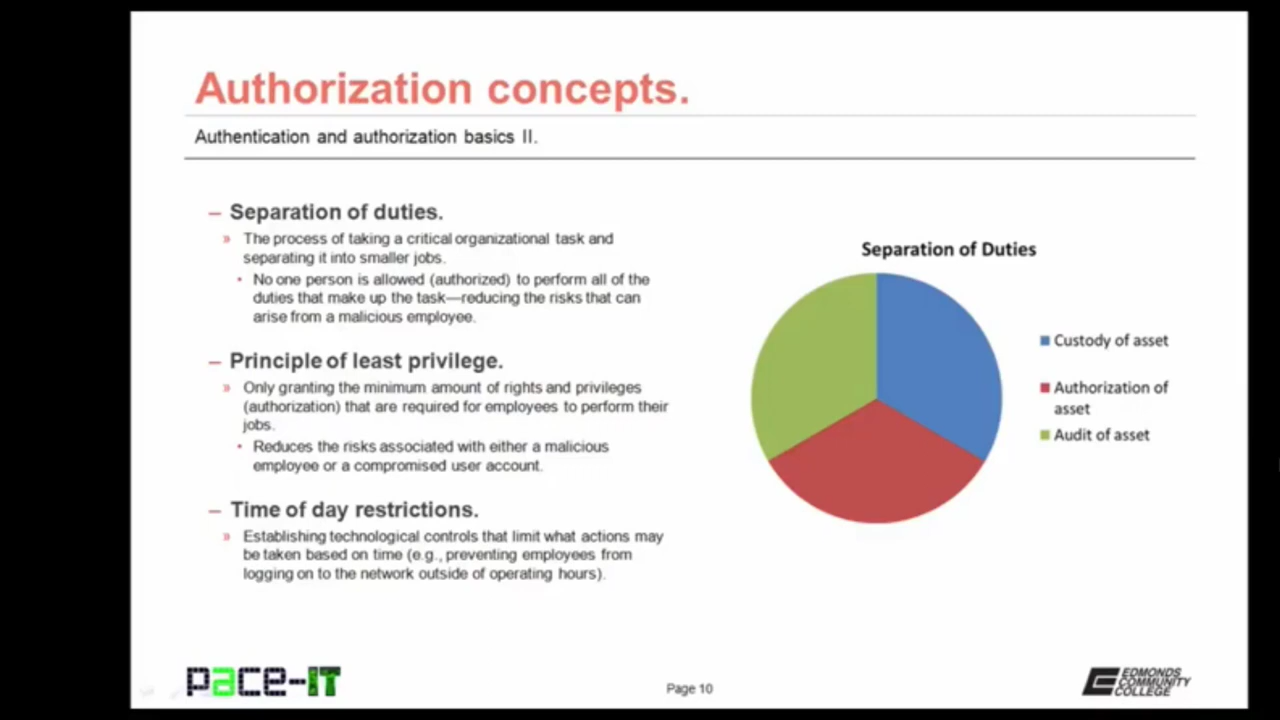 Authorization concepts.
Authentication and authorization basics II.
– Separation of duties.
» The process of taking a critical organizational task and
separating it into smaller jobs.
• No one person is allowed (authorized) to perform all of the
duties that make up the task—reducing the risks that can
arise from a malicious employee.
– Principle of least privilege.
» Only granting the minimum amount of rights and privileges
(authorization) that are required for employees to perform their
jobs.
• Reduces the risks associated with either a malicious
employee or a compromised user account.
– Time of day restrictions.
» Establishing technological controls that limit what actions may
be taken based on time (e.g., preventing employees from
logging on to the network outside of operating hours).
Separation of Duties
Custody of asset
Authorization of
asset
Audit of asset
pace-IT
Page 10
EDMONDS
COMMUNITY
COLLEGE